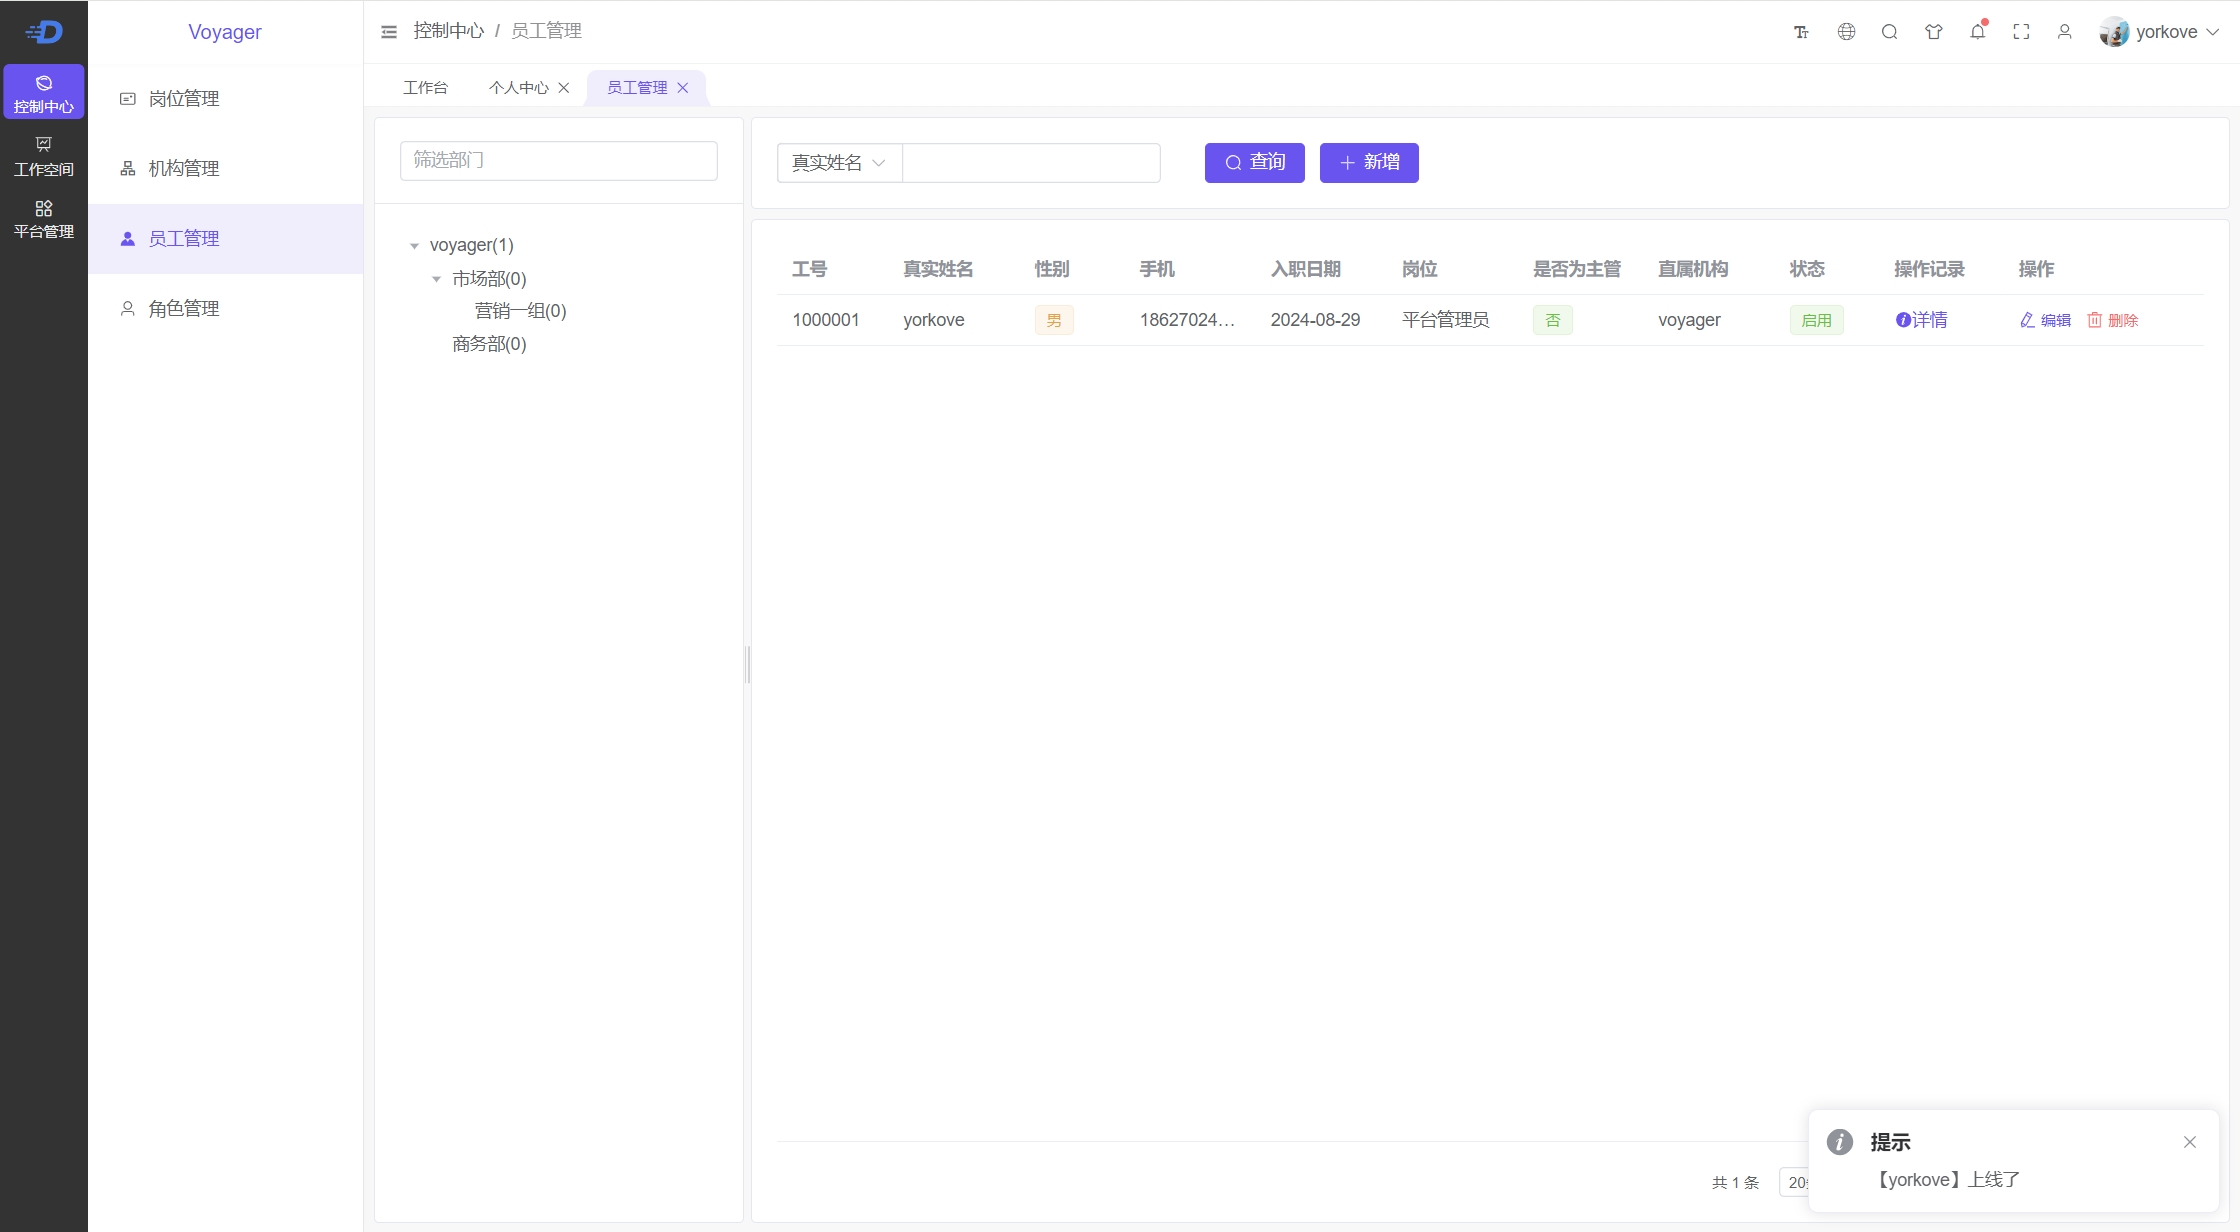 Voyager
控制中心
工作空间
平台管理
岗位管理
机构管理
员工管理
角色管理
控制中心 / 员工管理
yorkove
工作台 个人中心 员工管理
筛选部门
voyager(1)
市场部(0)
营销一组(0)
商务部(0)
真实姓名 查询 新增
工号 真实姓名 性别 手机 入职日期 岗位 是否为主管 直属机构 状态 操作记录 操作
1000001 yorkove 男 18627024... 2024-08-29 平台管理员 否 voyager 启用 详情 编辑 删除
共 1 条 20
提示
【yorkove】上线了